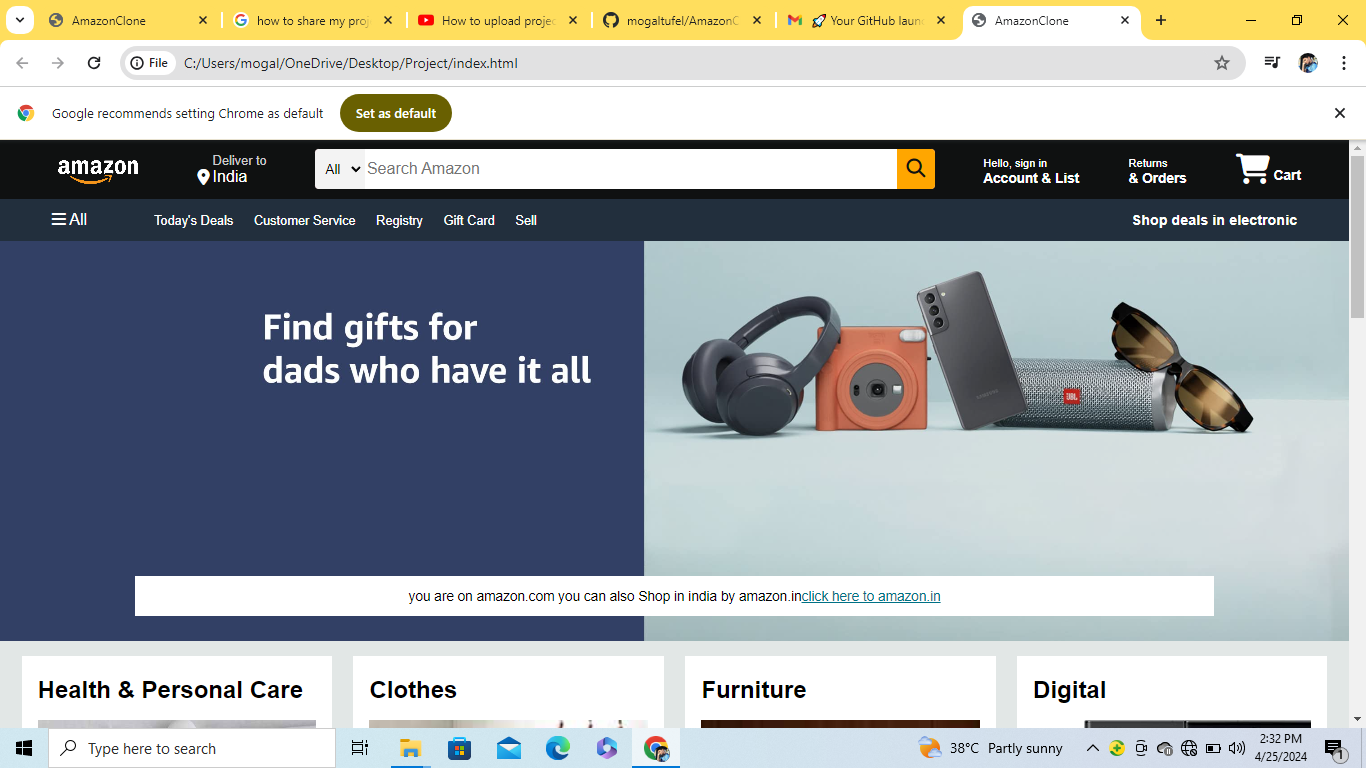 AmazonClone
how to share my proj
How to upload projec
mogaltufel/AmazonC
🚀 Your GitHub laun
AmazonClone
File
C:/Users/mogal/OneDrive/Desktop/Project/index.html
Google recommends setting Chrome as default
Set as default
amazon
Deliver to
India
All
Search Amazon
Hello, sign in
Account & List
Returns
& Orders
Cart
All
Today's Deals
Customer Service
Registry
Gift Card
Sell
Shop deals in electronic
Find gifts for
dads who have it all
SAMSUNG
JBL
you are on amazon.com you can also Shop in india by amazon.inclick here to amazon.in
Health & Personal Care
Clothes
Furniture
Digital
Type here to search
38°C Partly sunny
2:32 PM
4/25/2024
1